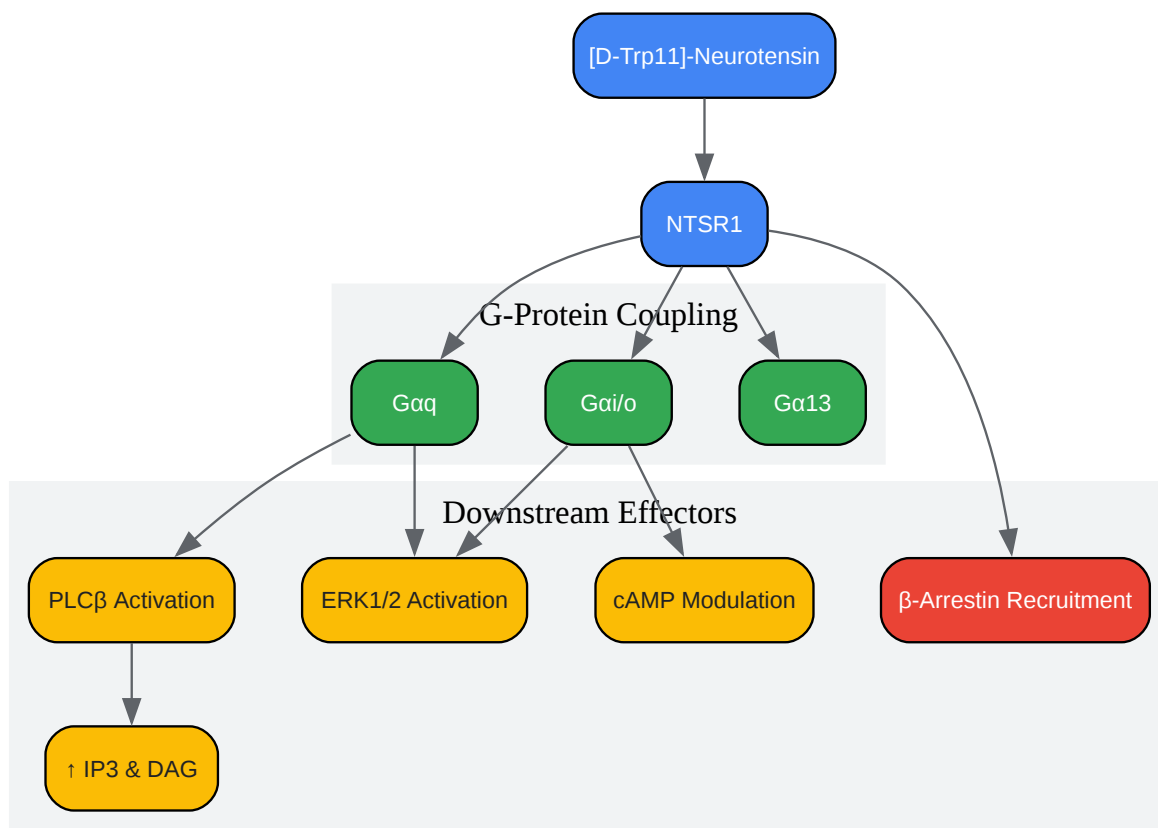 [D-Trp11]-Neurotensin
NTSR1
G-Protein Coupling
Gαq
Gαi/o
Gα13
Downstream Effectors
PLCβ Activation
ERK1/2 Activation
cAMP Modulation
β-Arrestin Recruitment
↑ IP3 & DAG